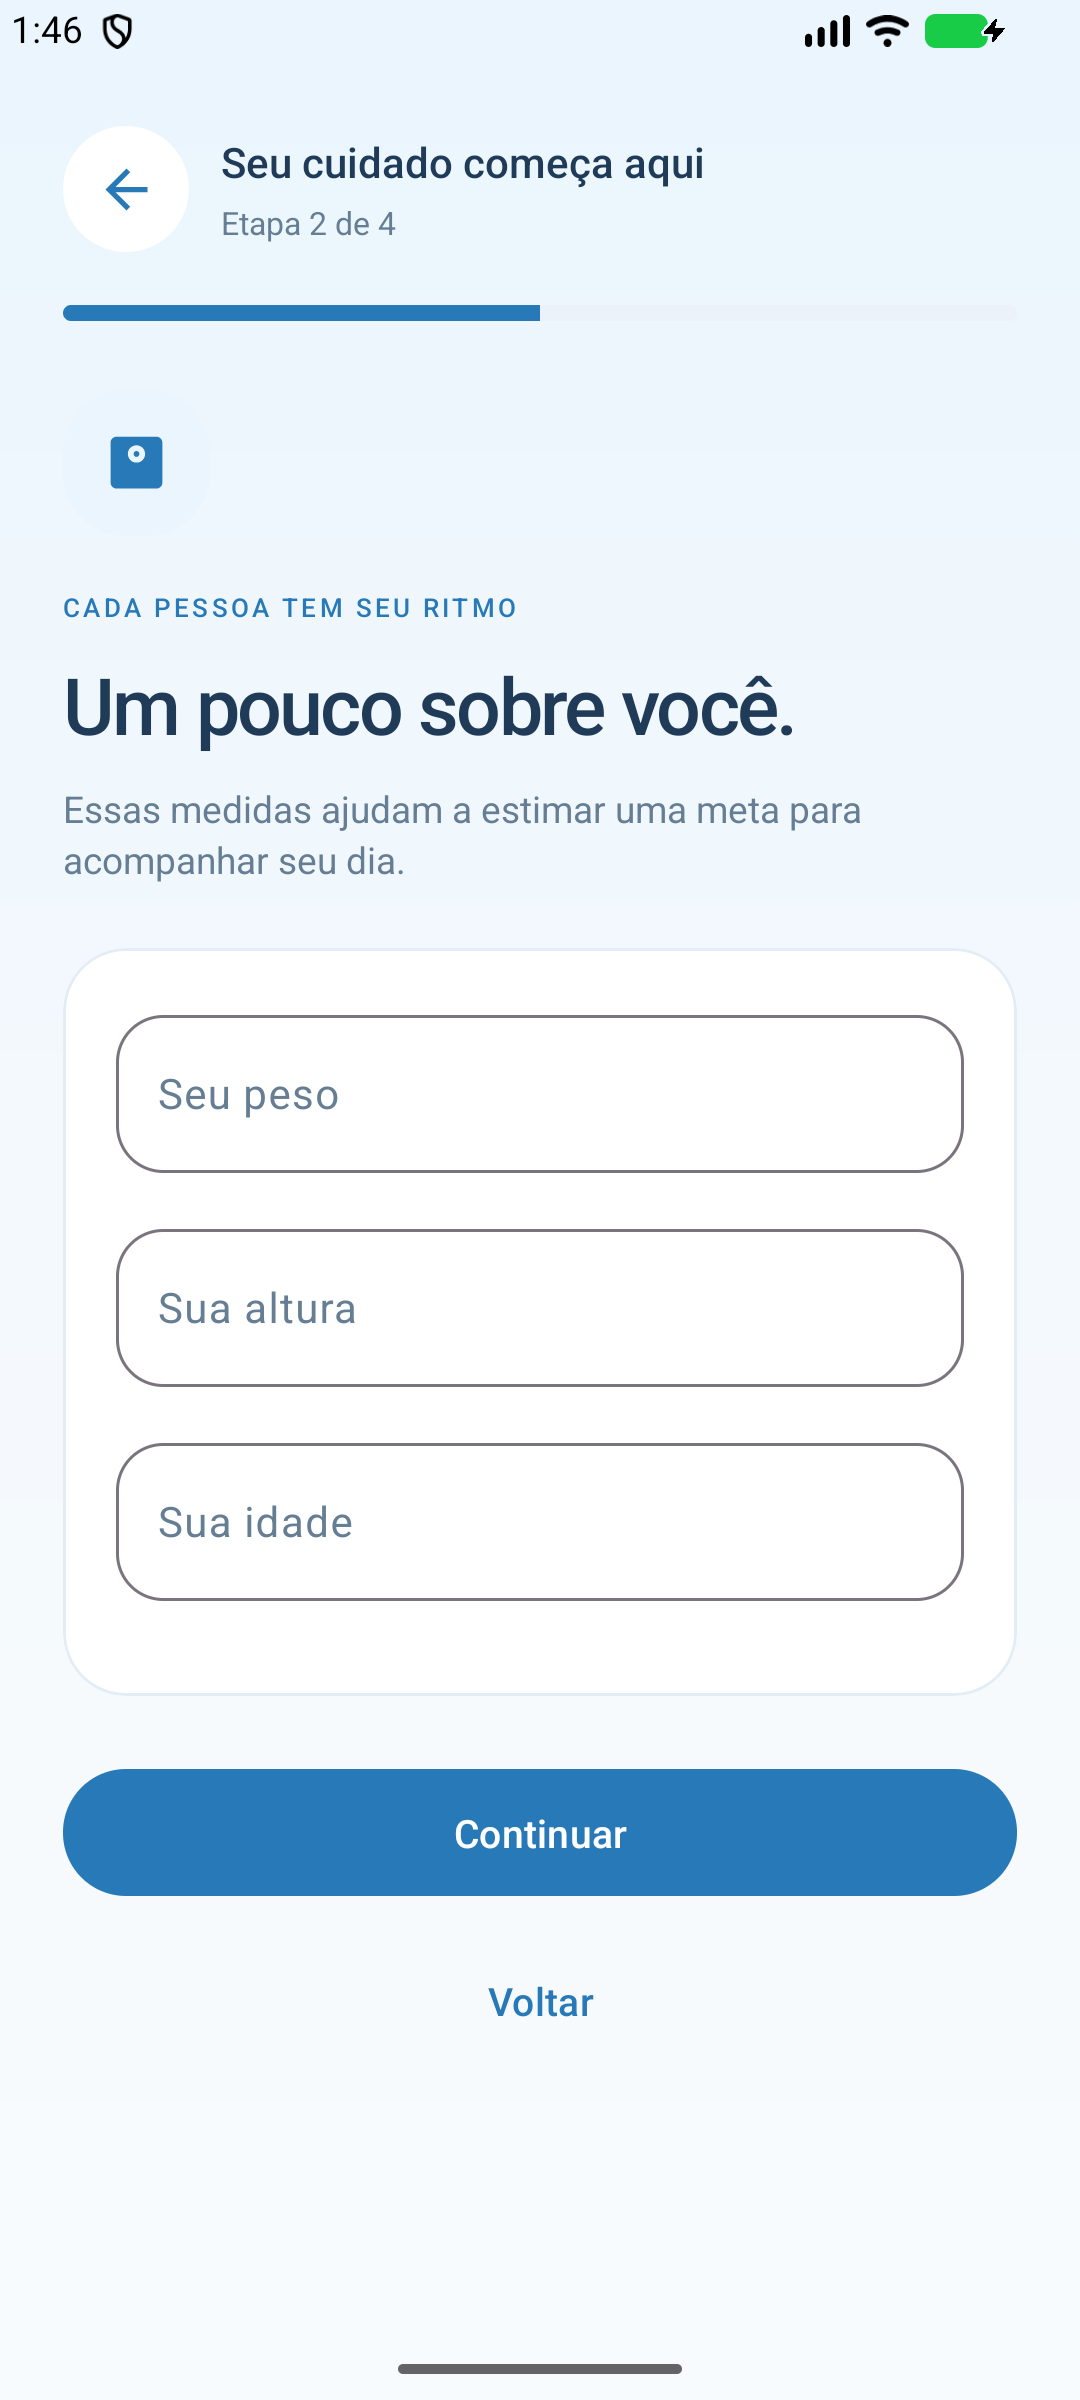 1:46
Seu cuidado começa aqui
Etapa 2 de 4
CADA PESSOA TEM SEU RITMO
Um pouco sobre você.
Essas medidas ajudam a estimar uma meta para
acompanhar seu dia.
Seu peso
Sua altura
Sua idade
Continuar
Voltar